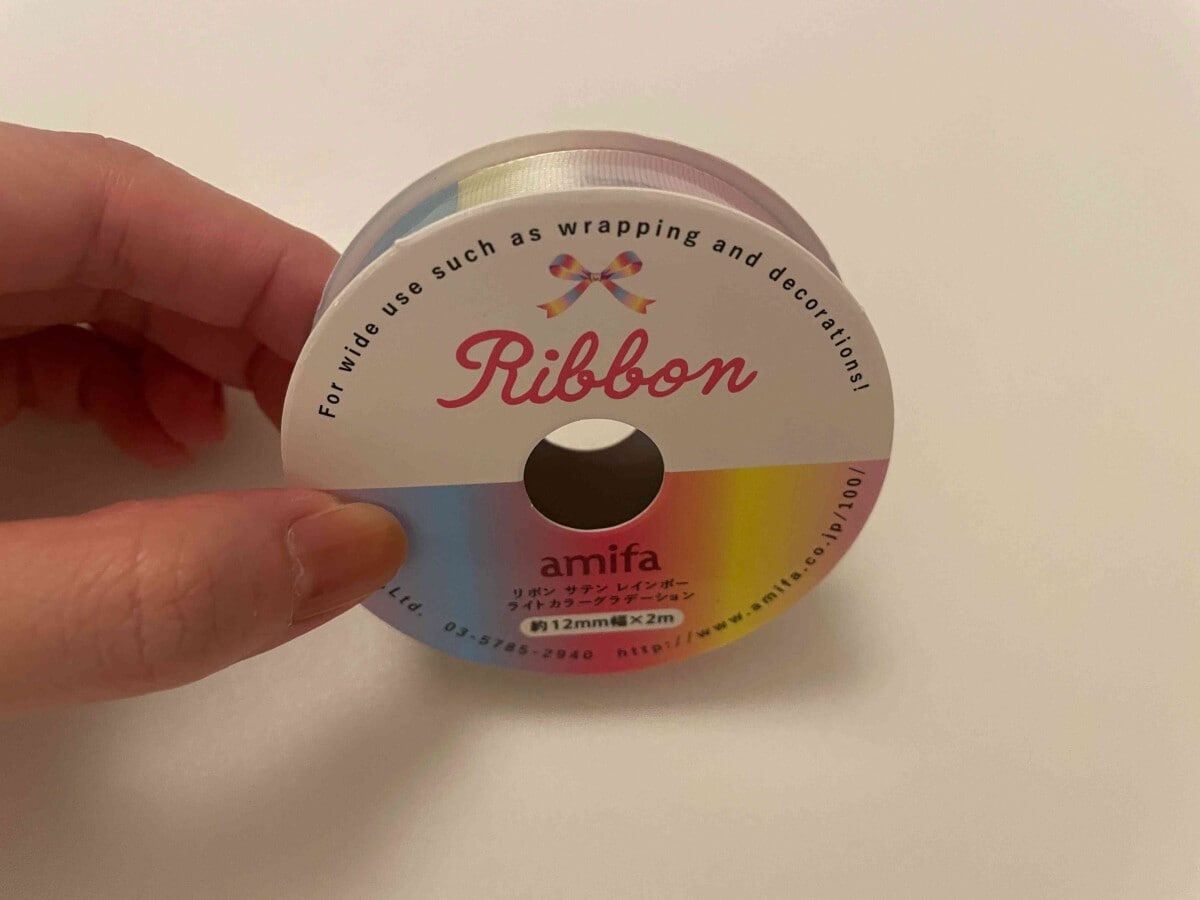 For wide use such as wrapping and decorations!
Ribbon
amifa
リボン サテン レインボー
ライトカラーグラデーション
約12mm幅×2m
Ltd. 03-5785-2940 http://www.amifa.co.jp/100/